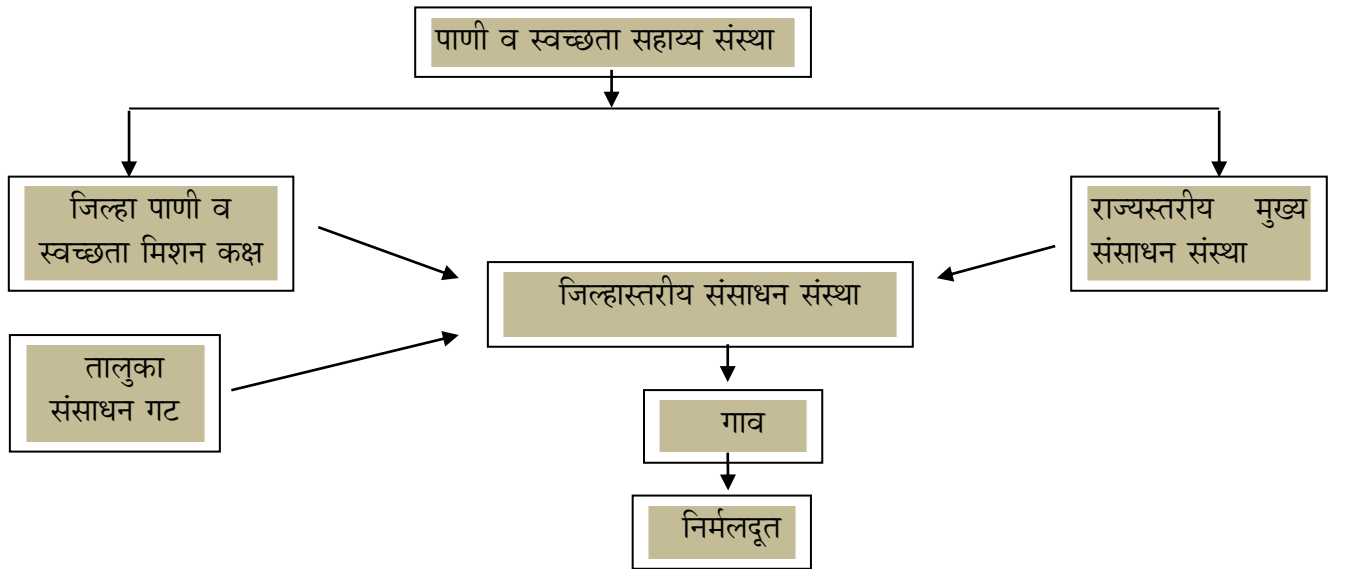 पाणी व स्वच्छता सहाय्य संस्था
जिल्हा पाणी व
स्वच्छता मिशन कक्ष
राज्यस्तरीय मुख्य
संसाधन संस्था
जिल्हास्तरीय संसाधन संस्था
तालुका
संसाधन गट
गाव
निर्मलदूत